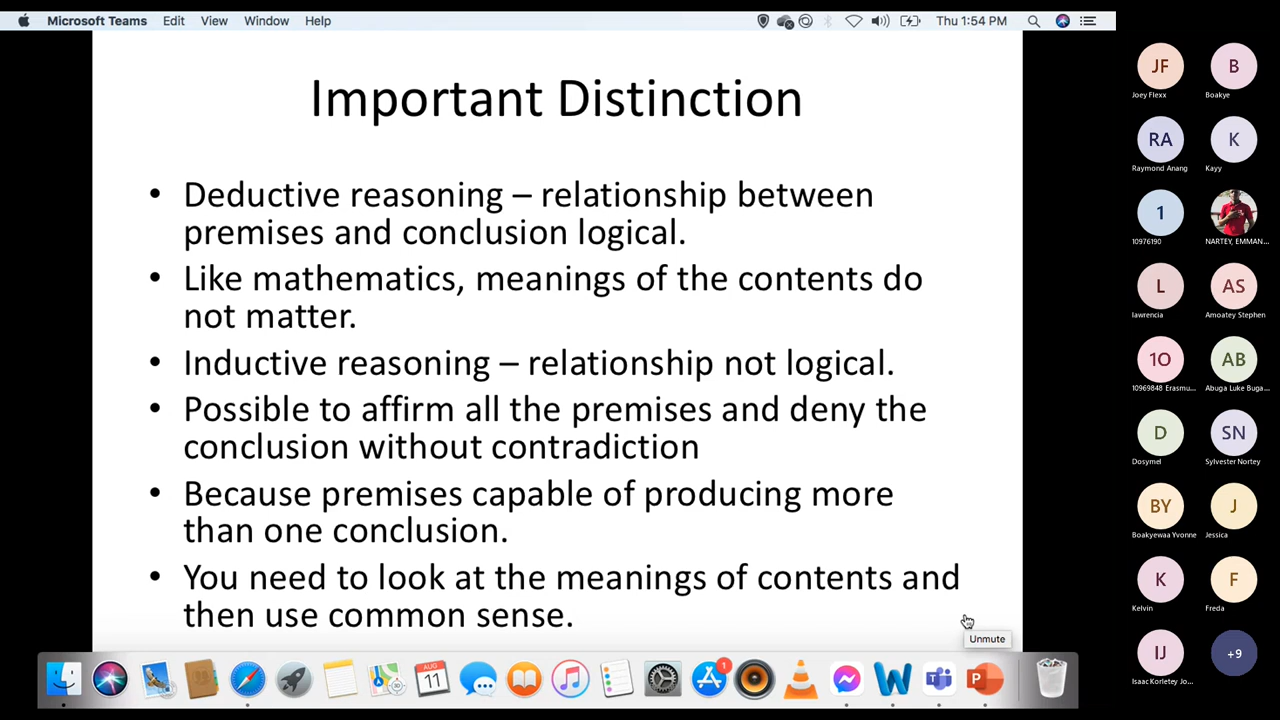 Microsoft Teams Edit View Window Help Thu 1:54 PM
Important Distinction
• Deductive reasoning – relationship between
premises and conclusion logical.
• Like mathematics, meanings of the contents do
not matter.
• Inductive reasoning – relationship not logical.
• Possible to affirm all the premises and deny the
conclusion without contradiction
• Because premises capable of producing more
than one conclusion.
• You need to look at the meanings of contents and
then use common sense.
Unmute
AUG
11
1
JF B
Joey Flexx Boakye
RA K
Raymond Anang Kayy
1
10976190 NARTEY, EMMAN...
L AS
lawrencia Amoatey Stephen
1O AB
10969848 Erasmu... Abuga Luke Buga...
D SN
Dosymel Sylvester Nortey
BY J
Boakyewaa Yvonne Jessica
K F
Kelvin Freda
IJ +9
Isaac Korletey Jo...